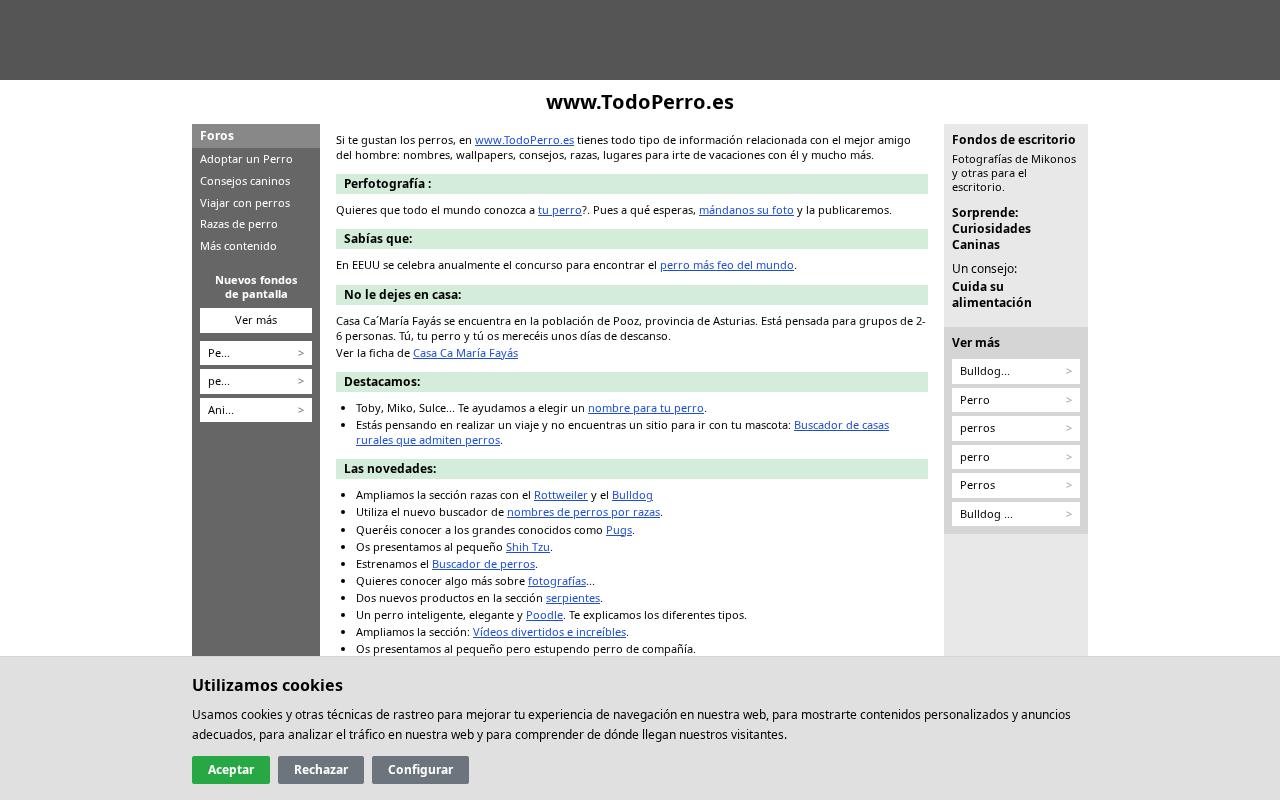 www.TodoPerro.es
Foros
Adoptar un Perro
Consejos caninos
Viajar con perros
Razas de perro
Más contenido
Nuevos fondos
de pantalla
Ver más
Pe... >
pe... >
Ani... >
Si te gustan los perros, en www.TodoPerro.es tienes todo tipo de información relacionada con el mejor amigo
del hombre: nombres, wallpapers, consejos, razas, lugares para irte de vacaciones con él y mucho más.
Perfotografía :
Quieres que todo el mundo conozca a tu perro?. Pues a qué esperas, mándanos su foto y la publicaremos.
Sabías que:
En EEUU se celebra anualmente el concurso para encontrar el perro más feo del mundo.
No le dejes en casa:
Casa Ca´María Fayás se encuentra en la población de Pooz, provincia de Asturias. Está pensada para grupos de 2-
6 personas. Tú, tu perro y tú os merecéis unos días de descanso.
Ver la ficha de Casa Ca María Fayás
Destacamos:
• Toby, Miko, Sulce... Te ayudamos a elegir un nombre para tu perro.
• Estás pensando en realizar un viaje y no encuentras un sitio para ir con tu mascota: Buscador de casas
rurales que admiten perros.
Las novedades:
• Ampliamos la sección razas con el Rottweiler y el Bulldog
• Utiliza el nuevo buscador de nombres de perros por razas.
• Queréis conocer a los grandes conocidos como Pugs.
• Os presentamos al pequeño Shih Tzu.
• Estrenamos el Buscador de perros.
• Quieres conocer algo más sobre fotografías...
• Dos nuevos productos en la sección serpientes.
• Un perro inteligente, elegante y Poodle. Te explicamos los diferentes tipos.
• Ampliamos la sección: Vídeos divertidos e increíbles.
• Os presentamos al pequeño pero estupendo perro de compañía.
Fondos de escritorio
Fotografías de Mikonos
y otras para el
escritorio.
Sorprende:
Curiosidades
Caninas
Un consejo:
Cuida su
alimentación
Ver más
Bulldog... >
Perro >
perros >
perro >
Perros >
Bulldog ... >
Utilizamos cookies
Usamos cookies y otras técnicas de rastreo para mejorar tu experiencia de navegación en nuestra web, para mostrarte contenidos personalizados y anuncios
adecuados, para analizar el tráfico en nuestra web y para comprender de dónde llegan nuestros visitantes.
Aceptar Rechazar Configurar